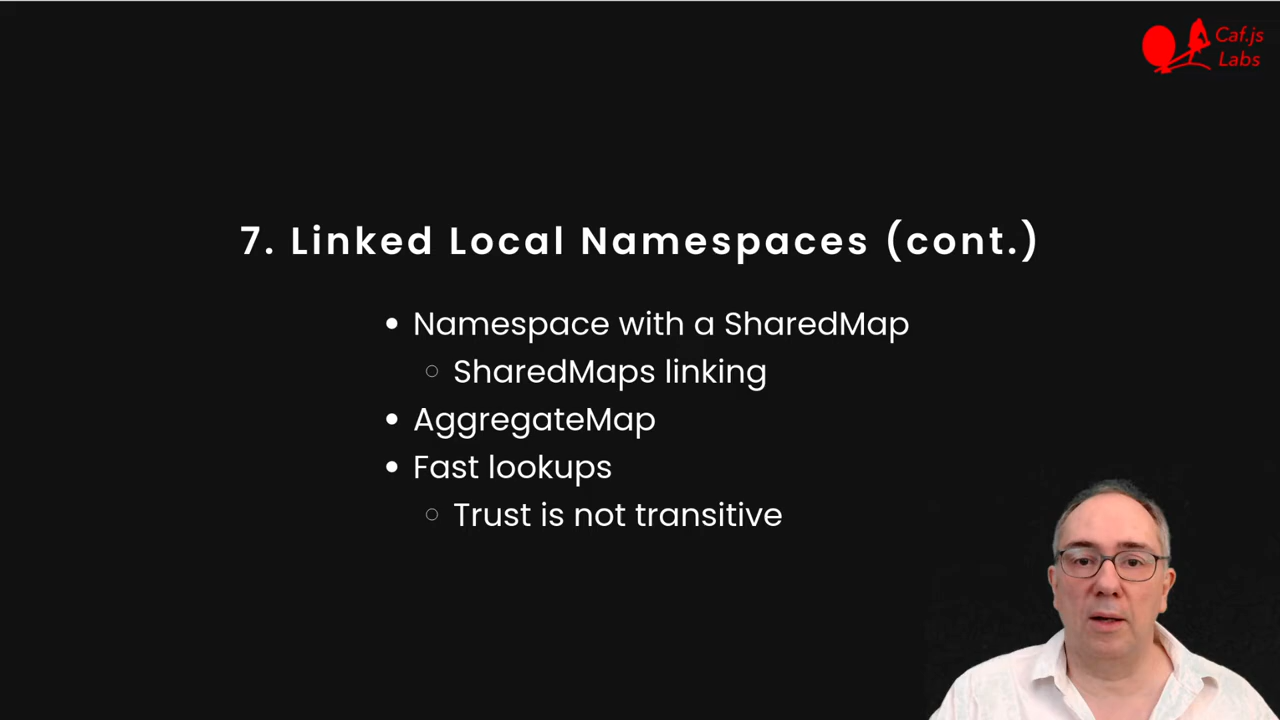 Caf.js
Labs
7. Linked Local Namespaces (cont.)
Namespace with a SharedMap
SharedMaps linking
AggregateMap
Fast lookups
Trust is not transitive